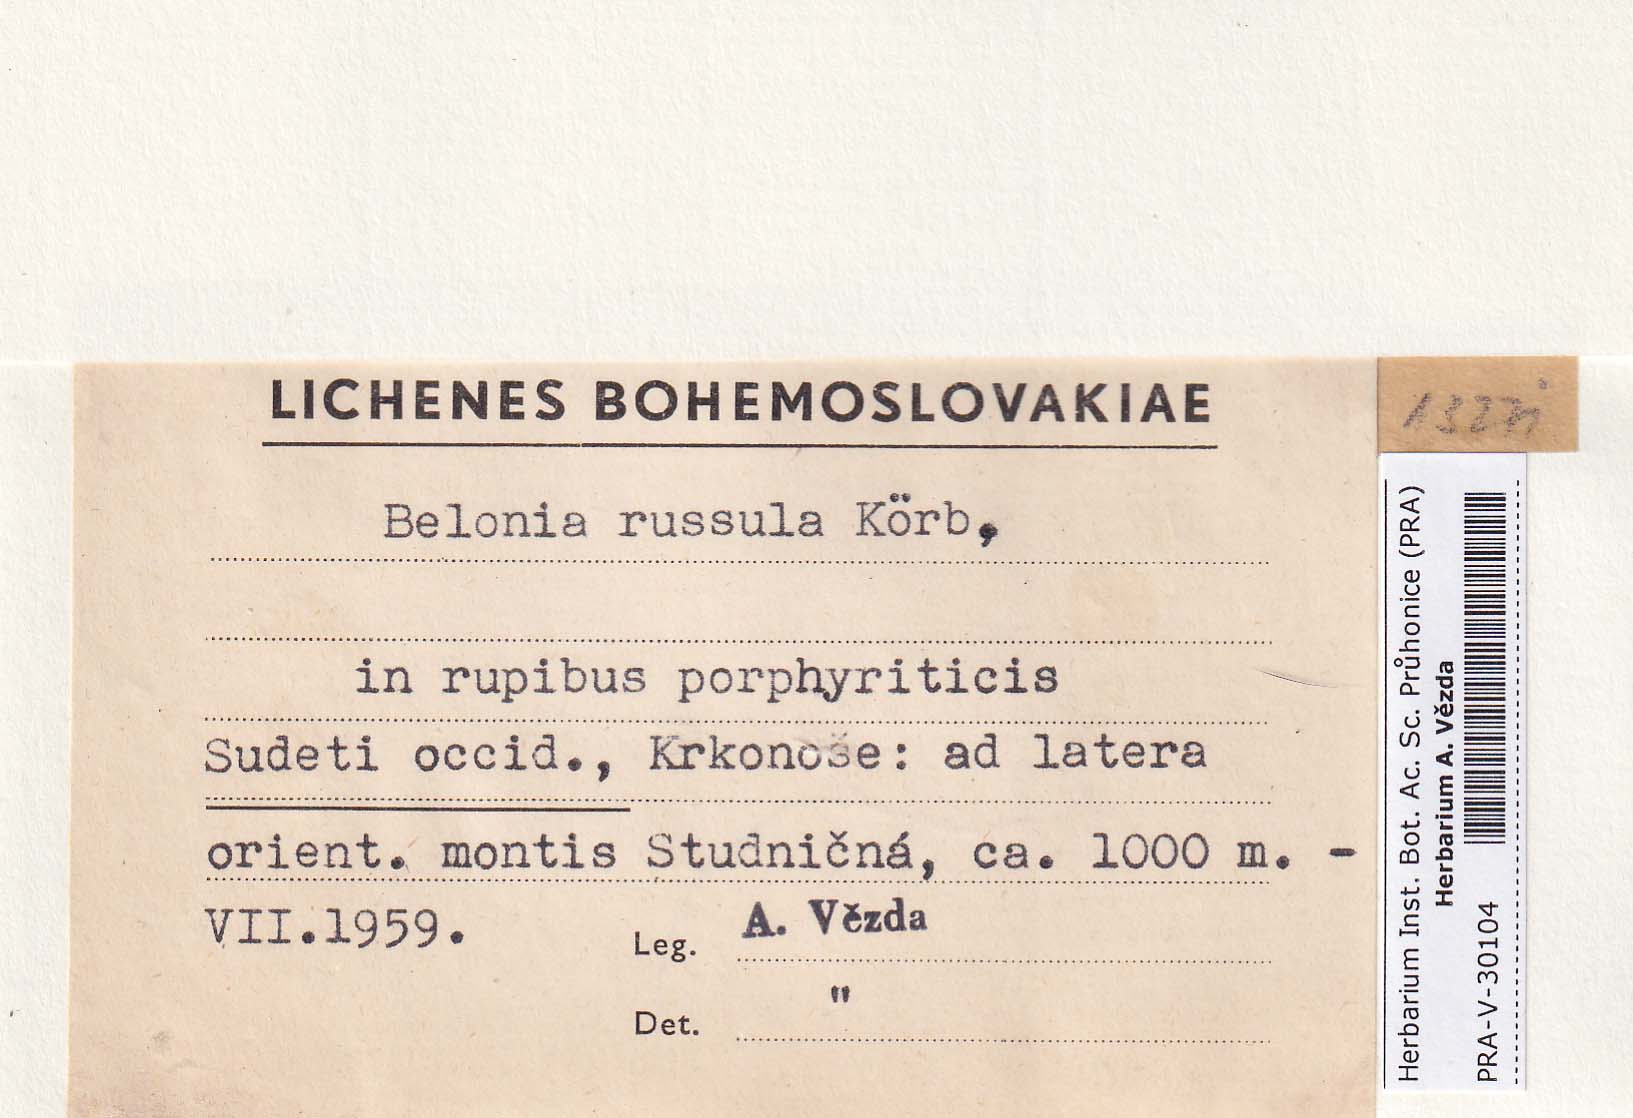 LICHENES BOHEMOSLOVAKIAE
Belonia russula Körb,
in rupibus porphyriticis
Sudeti occid., Krkonoše: ad latera
orient. montis Studničná, ca. 1000 m. -
VII.1959.
Leg. A. Vězda
Det. "
Herbarium Inst. Bot. Ac. Sc. Průhonice (PRA)
Herbarium A. Vězda
PRA-V-30104